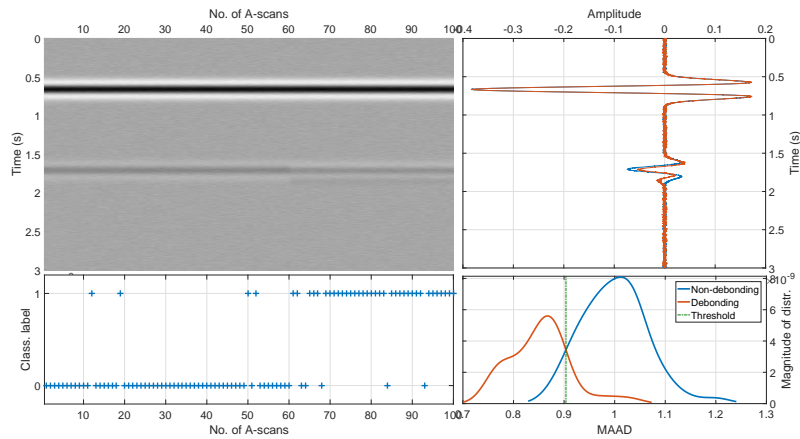 No. of A-scans
10 20 30 40 50 60 70 80 90 100
0
0.5
1
1.5
2
2.5
3
Time (s)
Amplitude
-0.4 -0.3 -0.2 -0.1 0 0.1 0.2
0
0.5
1
1.5
2
2.5
3
Time (s)
1
0
Class. label
10 20 30 40 50 60 70 80 90 100
No. of A-scans
Non-debonding
Debonding
Threshold
×10^-9
8
6
4
2
0
Magnitude of distr.
0.7 0.8 0.9 1 1.1 1.2 1.3
MAAD